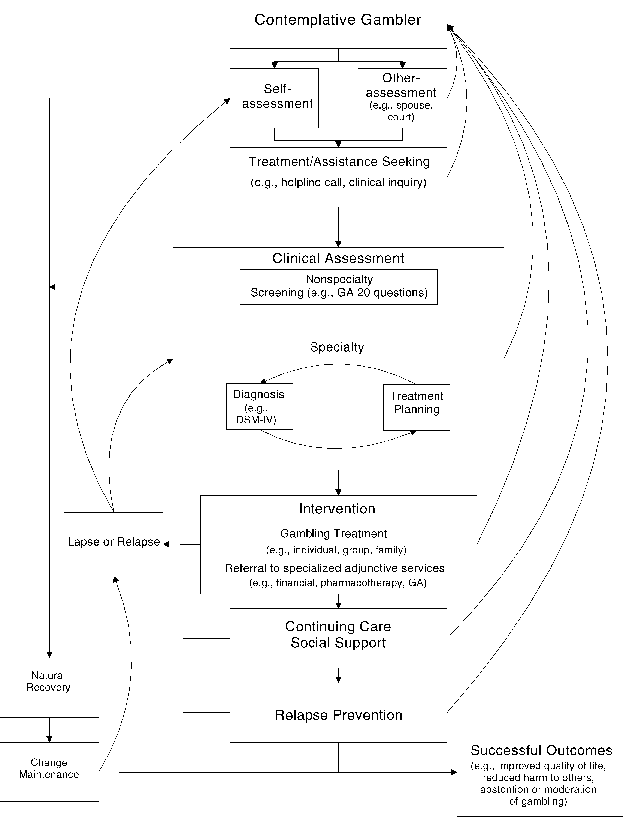 Contemplative Gambler
Self-
assessment
Other-
assessment
(e.g., spouse,
court)
Treatment/Assistance Seeking
(e.g., helpline call, clinical inquiry)
Clinical Assessment
Nonspecialty
Screening (e.g., GA 20 questions)
Specialty
Diagnosis
(e.g.,
DSM-IV)
Treatment
Planning
Intervention
Gambling Treatment
(e.g., individual, group, family)
Referral to specialized adjunctive services
(e.g., financial, pharmacotherapy, GA)
Lapse or Relapse
Continuing Care
Social Support
Natura
Recovery
Relapse Prevention
Change
Maintenance
Successful Outcomes
(e.g., improved quality of life,
reduced harm to others,
abstention or moderation
of gambling)